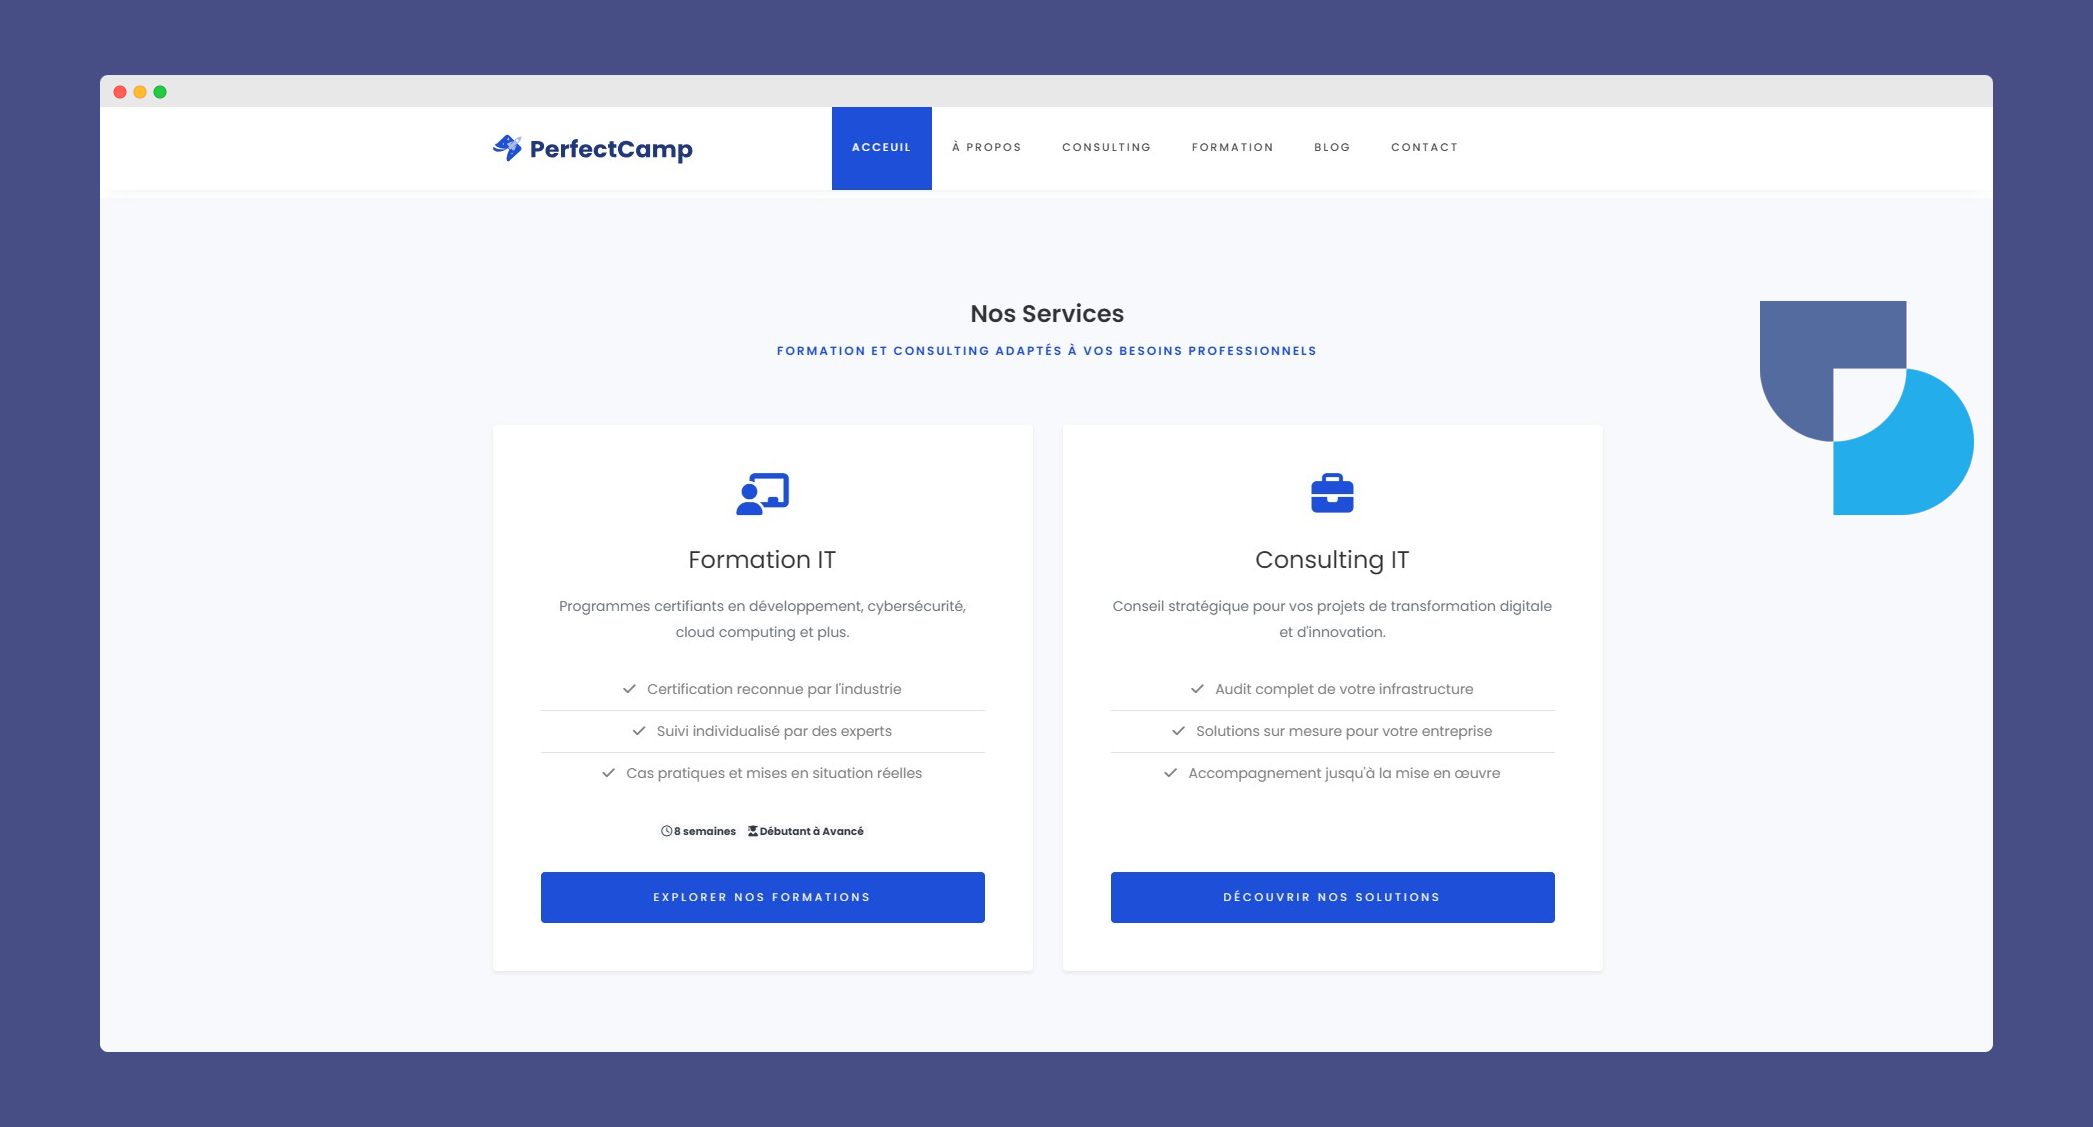 PerfectCamp
ACCEUIL
À PROPOS
CONSULTING
FORMATION
BLOG
CONTACT
Nos Services
FORMATION ET CONSULTING ADAPTÉS À VOS BESOINS PROFESSIONNELS
Formation IT
Programmes certifiants en développement, cybersécurité,
cloud computing et plus.
Certification reconnue par l'industrie
Suivi individualisé par des experts
Cas pratiques et mises en situation réelles
8 semaines
Débutant à Avancé
EXPLORER NOS FORMATIONS
Consulting IT
Conseil stratégique pour vos projets de transformation digitale
et d'innovation.
Audit complet de votre infrastructure
Solutions sur mesure pour votre entreprise
Accompagnement jusqu'à la mise en œuvre
DÉCOUVRIR NOS SOLUTIONS